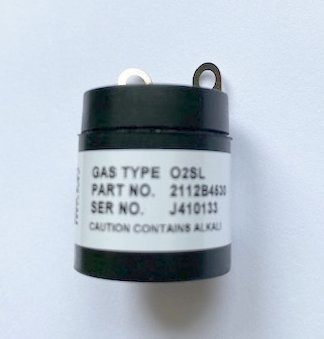 GAS TYPE O2SL
PART NO. 2112B4530
SER NO. J410133
CAUTION CONTAINS ALKALI